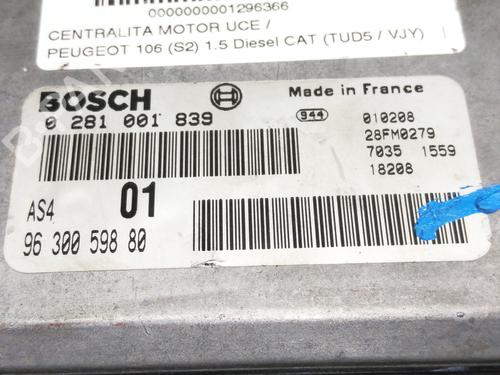 0000000001296366
CENTRALITA MOTOR UCE /
PEUGEOT 106 (S2) 1.5 Diesel CAT (TUD5 / VJY)
BOSCH
Made in France
0 281 001 839
944
010208
28FM0279
7035 1559
18208
AS4 01
96 300 598 80